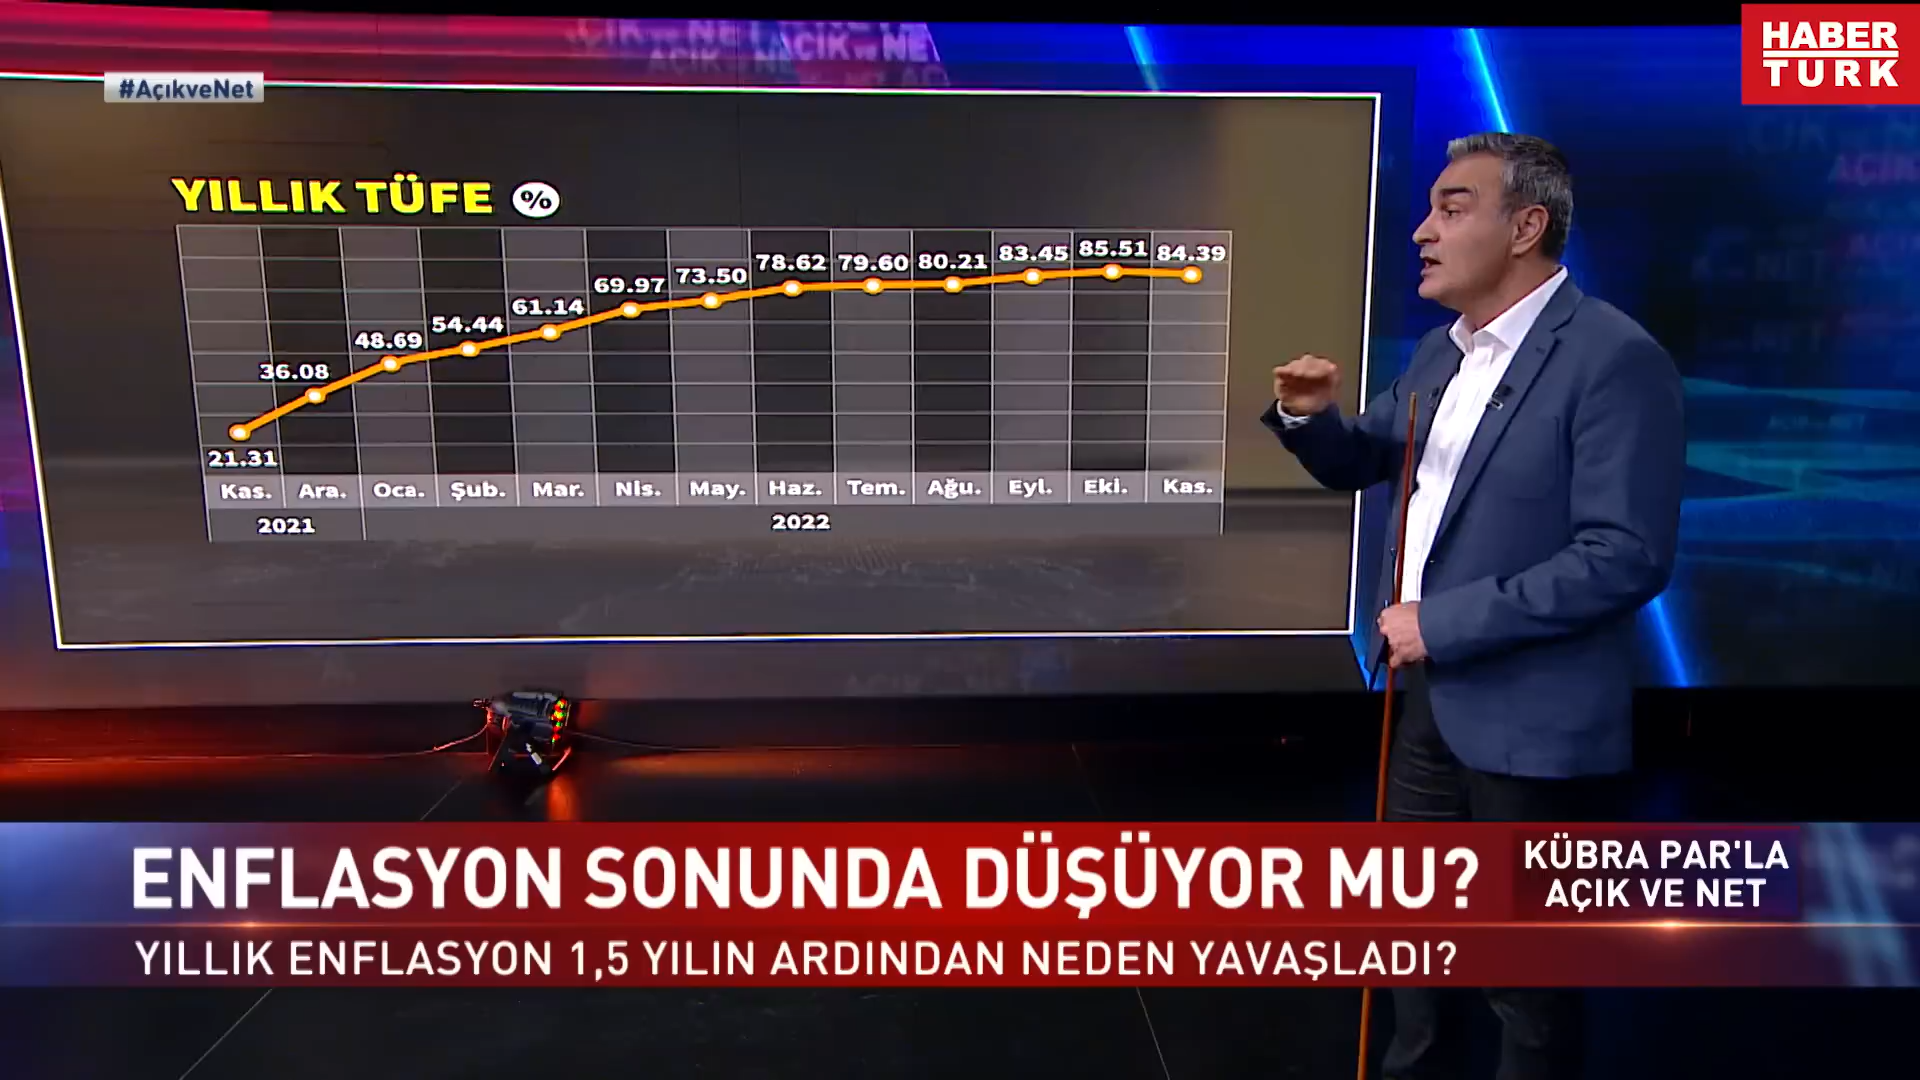 HABER
TURK
#AçıkveNet
YILLIK TÜFE %
21.31 36.08 48.69 54.44 61.14 69.97 73.50 78.62 79.60 80.21 83.45 85.51 84.39
Kas. Ara. Oca. Şub. Mar. Nis. May. Haz. Tem. Ağu. Eyl. Eki. Kas.
2021 2022
ENFLASYON SONUNDA DÜŞÜYOR MU?
YILLIK ENFLASYON 1,5 YILIN ARDINDAN NEDEN YAVAŞLADI?
KÜBRA PAR'LA
AÇIK VE NET